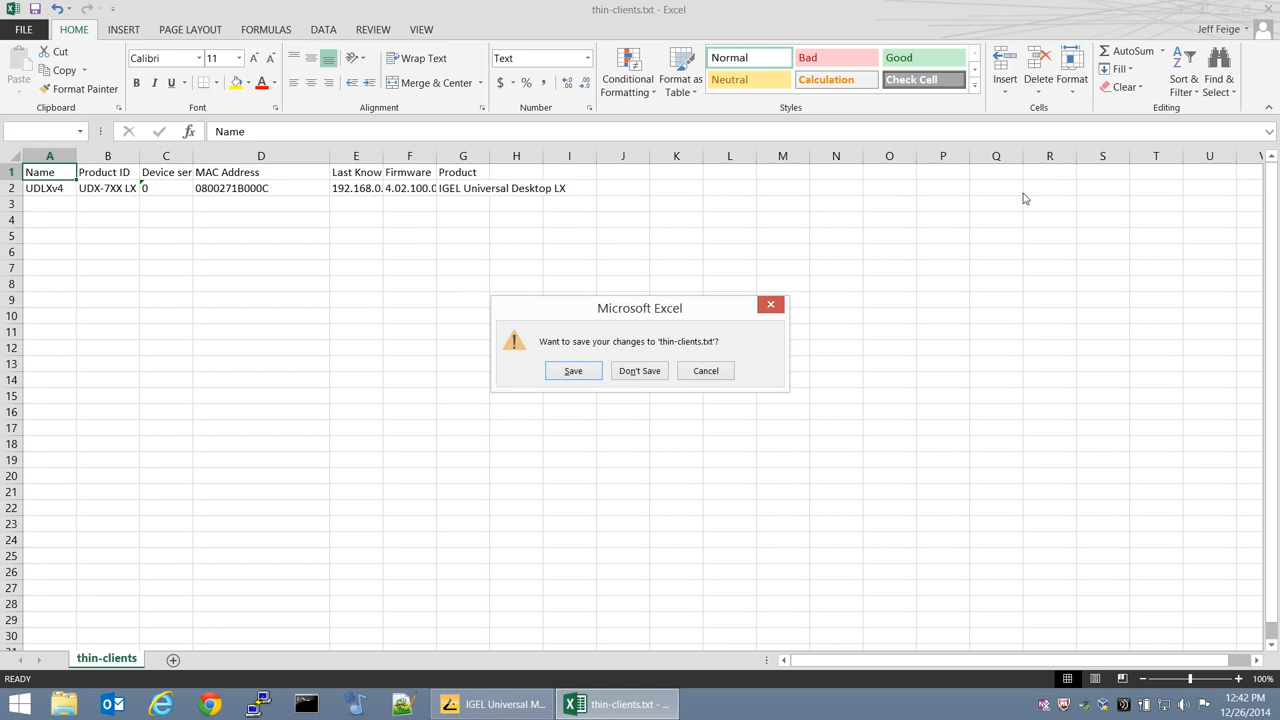 thin-clients.txt - Excel
FILE HOME INSERT PAGE LAYOUT FORMULAS DATA REVIEW VIEW Jeff Feige
Paste
Cut
Copy
Format Painter
Clipboard
Calibri 11
B I U
Font
Wrap Text
Merge & Center
Alignment
Text
$ % ,
Number
Conditional Formatting
Format as Table
Normal Bad Good
Neutral Calculation Check Cell
Styles
Insert Delete Format
Cells
AutoSum
Fill
Clear
Sort & Filter
Find & Select
Editing
fx Name
A B C D E F G H I J K L M N O P Q R S T U
1 Name Product ID Device ser MAC Address Last Know Firmware Product
2 UDLXv4 UDX-7XX LX 0 0800271B000C 192.168.0. 4.02.100.0 IGEL Universal Desktop LX
3
4
5
6
7
8
9
10
11
12
13
14
15
16
17
18
19
20
21
22
23
24
25
26
27
28
29
30
Microsoft Excel
Want to save your changes to 'thin-clients.txt'?
Save Don't Save Cancel
thin-clients
READY 100%
IGEL Universal M... thin-clients.txt - ...
12:42 PM
12/26/2014